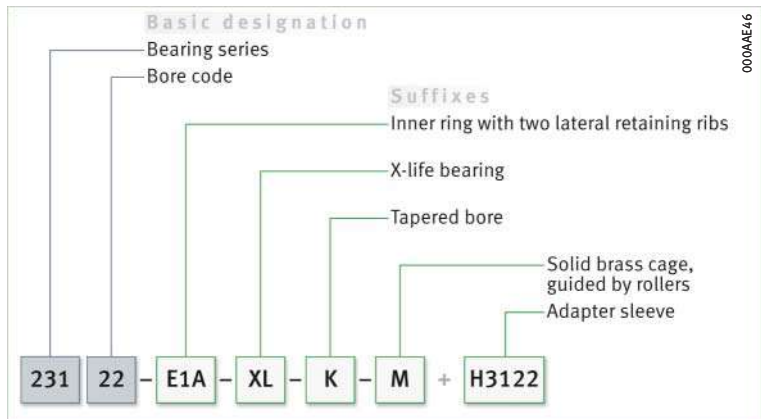 Basic designation
Bearing series
Bore code
Suffixes
Inner ring with two lateral retaining ribs
X-life bearing
Tapered bore
Solid brass cage,
guided by rollers
Adapter sleeve
231 22 – E1A – XL – K – M + H3122
000AAE46